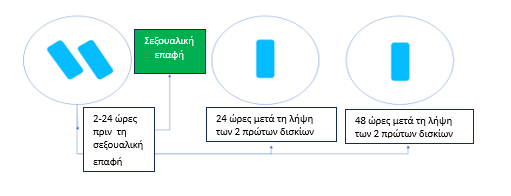 Σεξουαλική
επαφή
2-24 ώρες
πριν τη
σεξουαλική
επαφή
24 ώρες μετά τη λήψη
των 2 πρώτων δισκίων
48 ώρες μετά τη λήψη
των 2 πρώτων δισκίων